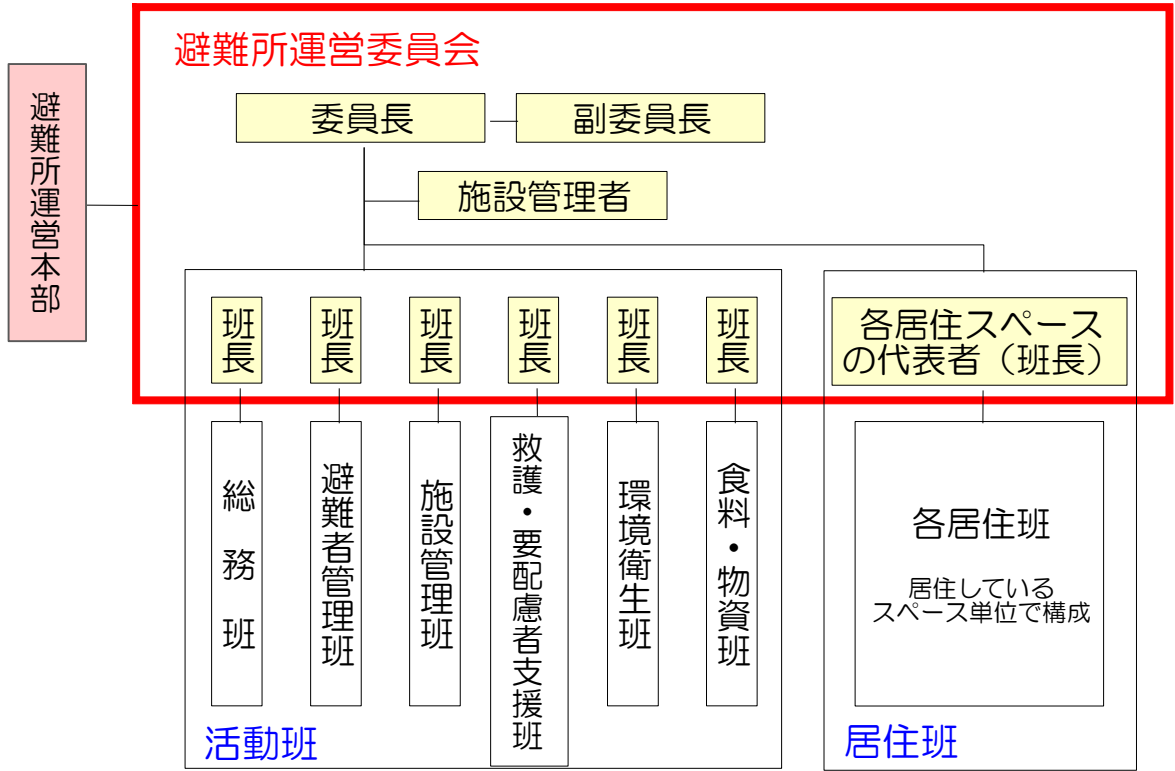 避難所運営委員会
避難所運営本部
委員長
副委員長
施設管理者
班長
班長
班長
班長
班長
班長
各居住スペース
の代表者（班長）
総務班
避難者管理班
施設管理班
救護・要配慮者支援班
環境衛生班
食料・物資班
各居住班
居住している
スペース単位で構成
活動班
居住班